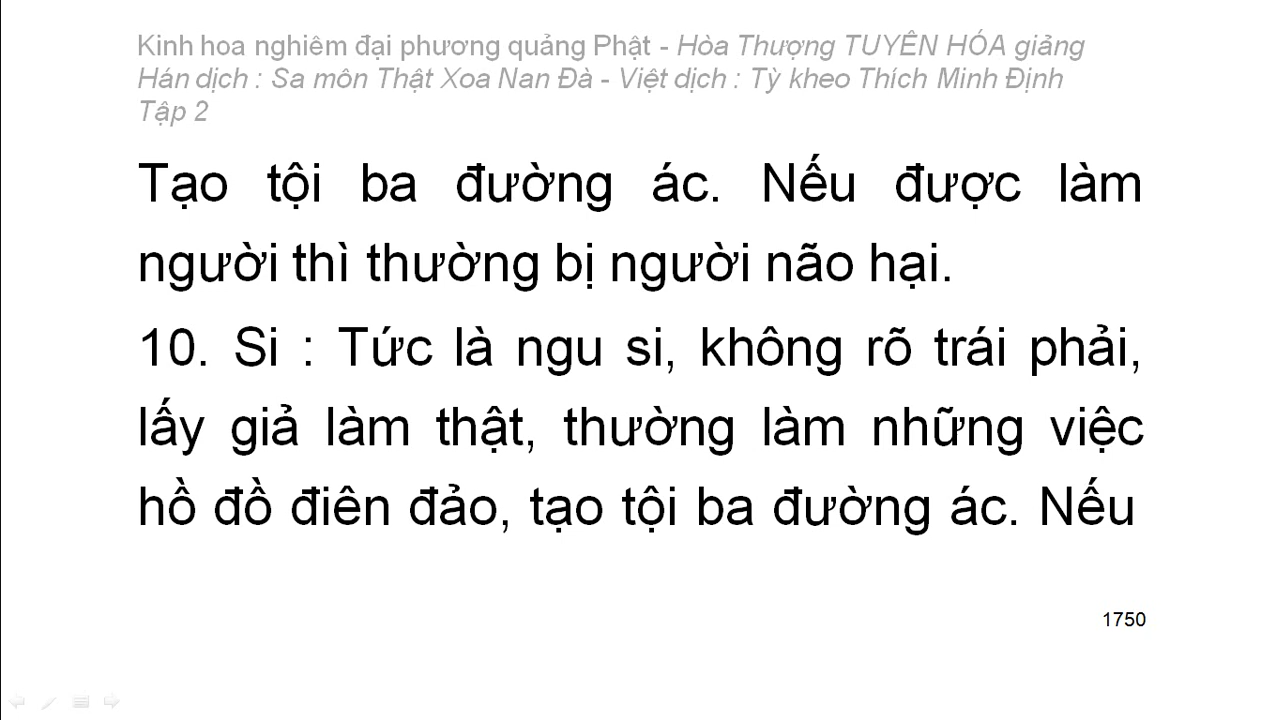 Kinh hoa nghiêm đại phương quảng Phật - Hòa Thượng TUYÊN HÓA giảng
Hán dịch : Sa môn Thật Xoa Nan Đà - Việt dịch : Tỳ kheo Thích Minh Định
Tập 2
Tạo tội ba đường ác. Nếu được làm
người thì thường bị người não hại.
10. Si : Tức là ngu si, không rõ trái phải,
lấy giả làm thật, thường làm những việc
hồ đồ điên đảo, tạo tội ba đường ác. Nếu
1750